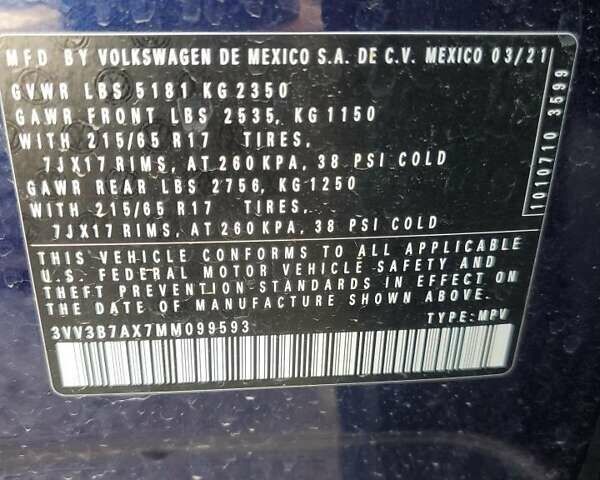 MFD BY VOLKSWAGEN DE MEXICO S.A. DE C.V. MEXICO 03/21
GVWR LBS 5181 KG 2350
GAWR FRONT LBS 2535, KG 1150
WITH 215/65 R17 TIRES,
7JX17 RIMS, AT 260 KPA, 38 PSI COLD
GAWR REAR LBS 2756, KG 1250
WITH 215/65 R17 TIRES,
7JX17 RIMS, AT 260 KPA, 38 PSI COLD
THIS VEHICLE CONFORMS TO ALL APPLICABLE
U.S. FEDERAL MOTOR VEHICLE SAFETY AND
THEFT PREVENTION STANDARDS IN EFFECT ON
THE DATE OF MANUFACTURE SHOWN ABOVE.
3VV3B7AX7MM099593 TYPE: MPV
1010710 3599